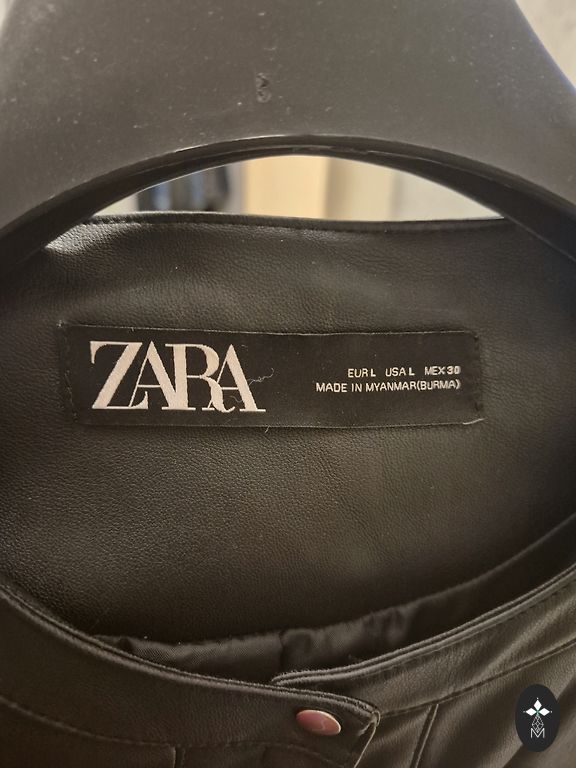 ZARA
EUR L USA L MEX 30
MADE IN MYANMAR(BURMA)